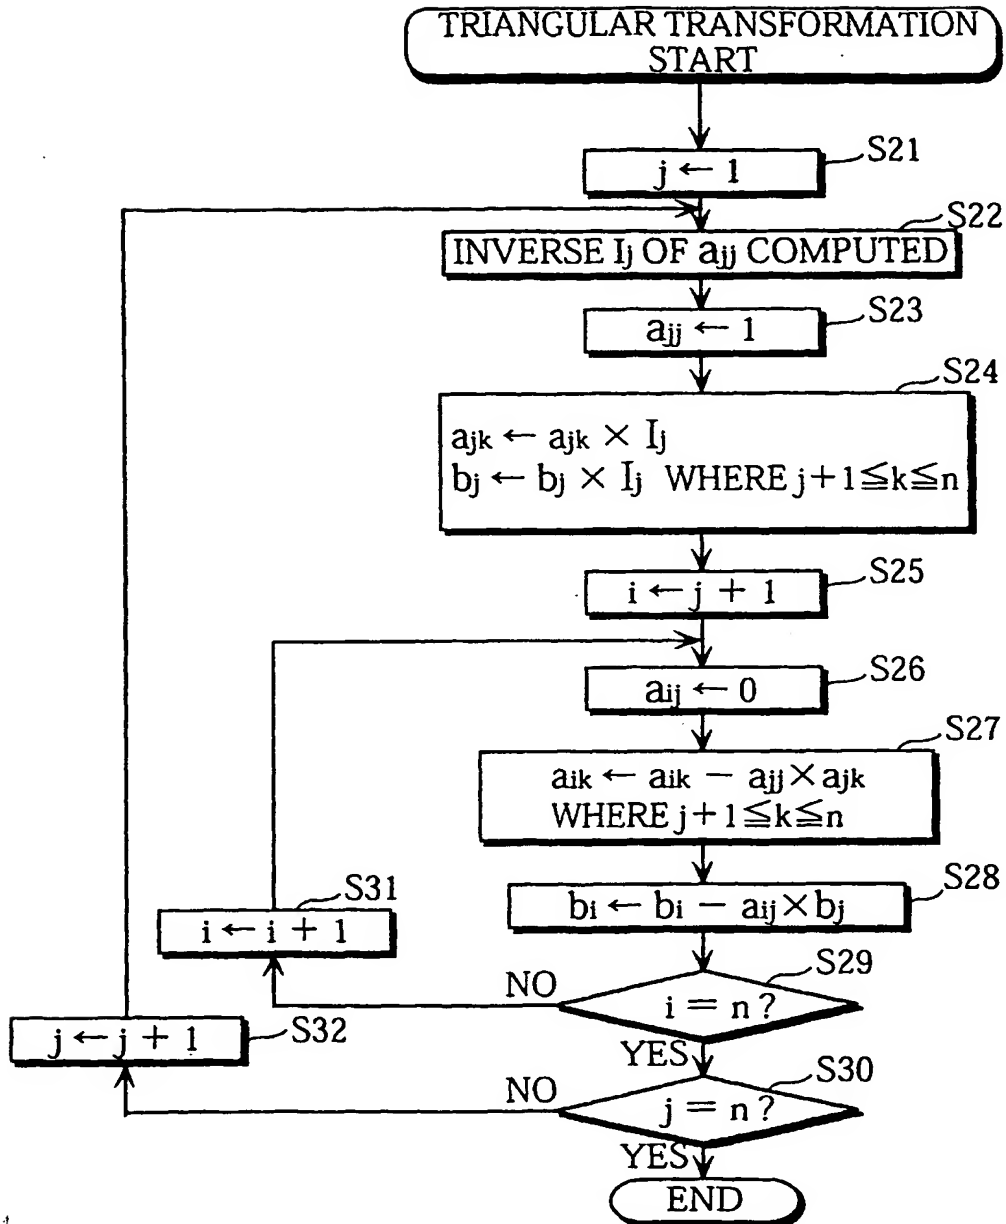 TRIANGULAR TRANSFORMATION
START
S21
j ← 1
S22
INVERSE Ij OF ajj COMPUTED
S23
ajj ← 1
S24
ajk ← ajk × Ij
bj ← bj × Ij WHERE j+1≦k≦n
S25
i ← j + 1
S26
aij ← 0
S27
aik ← aik − ajj×ajk
WHERE j+1≦k≦n
S28
bi ← bi − aij×bj
S31
i ← i + 1
S29
NO
i = n ?
S32
j ← j + 1
YES
S30
NO
j = n ?
YES
END